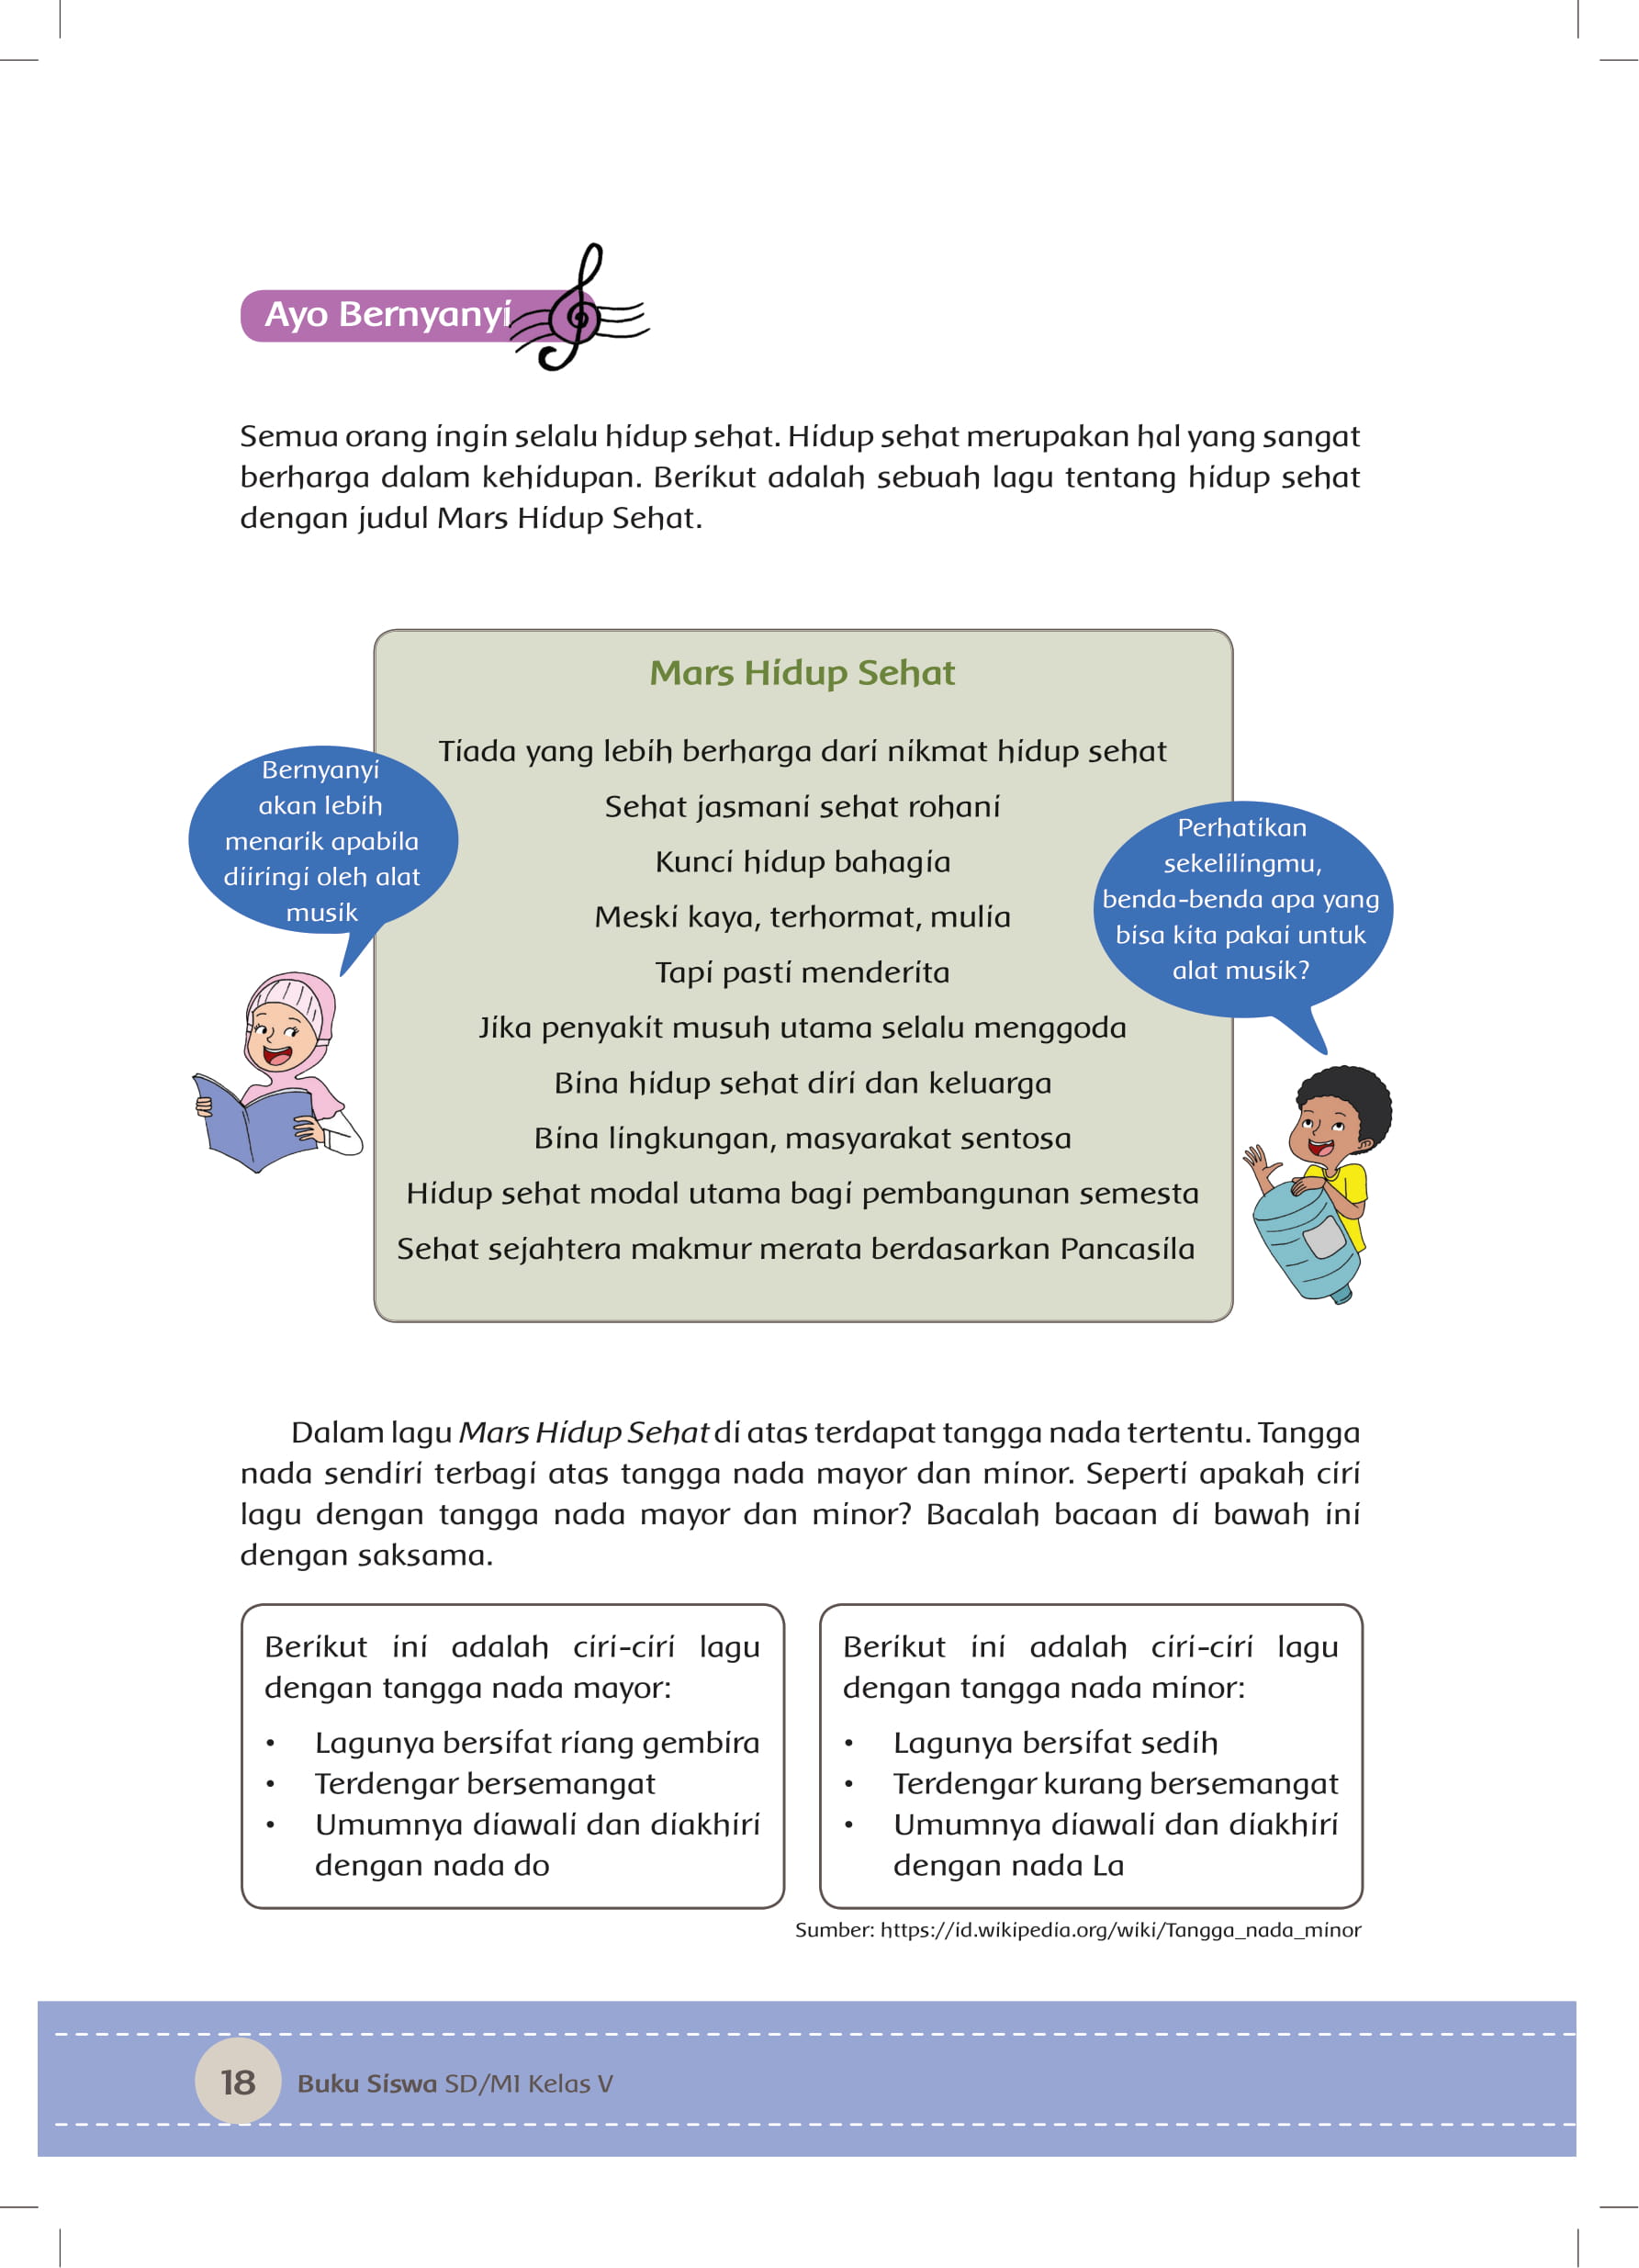 Ayo Bernyanyi
Semua orang ingin selalu hidup sehat. Hidup sehat merupakan hal yang sangat
berharga dalam kehidupan. Berikut adalah sebuah lagu tentang hidup sehat
dengan judul Mars Hidup Sehat.
Mars Hidup Sehat
Tiada yang lebih berharga dari nikmat hidup sehat
Sehat jasmani sehat rohani
Kunci hidup bahagia
Meski kaya, terhormat, mulia
Tapi pasti menderita
Jika penyakit musuh utama selalu menggoda
Bina hidup sehat diri dan keluarga
Bina lingkungan, masyarakat sentosa
Hidup sehat modal utama bagi pembangunan semesta
Sehat sejahtera makmur merata berdasarkan Pancasila
Bernyanyi
akan lebih
menarik apabila
diiringi oleh alat
musik
Perhatikan
sekelilingmu,
benda-benda apa yang
bisa kita pakai untuk
alat musik?
Dalam lagu Mars Hidup Sehat di atas terdapat tangga nada tertentu. Tangga
nada sendiri terbagi atas tangga nada mayor dan minor. Seperti apakah ciri
lagu dengan tangga nada mayor dan minor? Bacalah bacaan di bawah ini
dengan saksama.
Berikut ini adalah ciri-ciri lagu
dengan tangga nada mayor:
• Lagunya bersifat riang gembira
• Terdengar bersemangat
• Umumnya diawali dan diakhiri
dengan nada do
Berikut ini adalah ciri-ciri lagu
dengan tangga nada minor:
• Lagunya bersifat sedih
• Terdengar kurang bersemangat
• Umumnya diawali dan diakhiri
dengan nada La
Sumber: https://id.wikipedia.org/wiki/Tangga_nada_minor
18 Buku Siswa SD/MI Kelas V